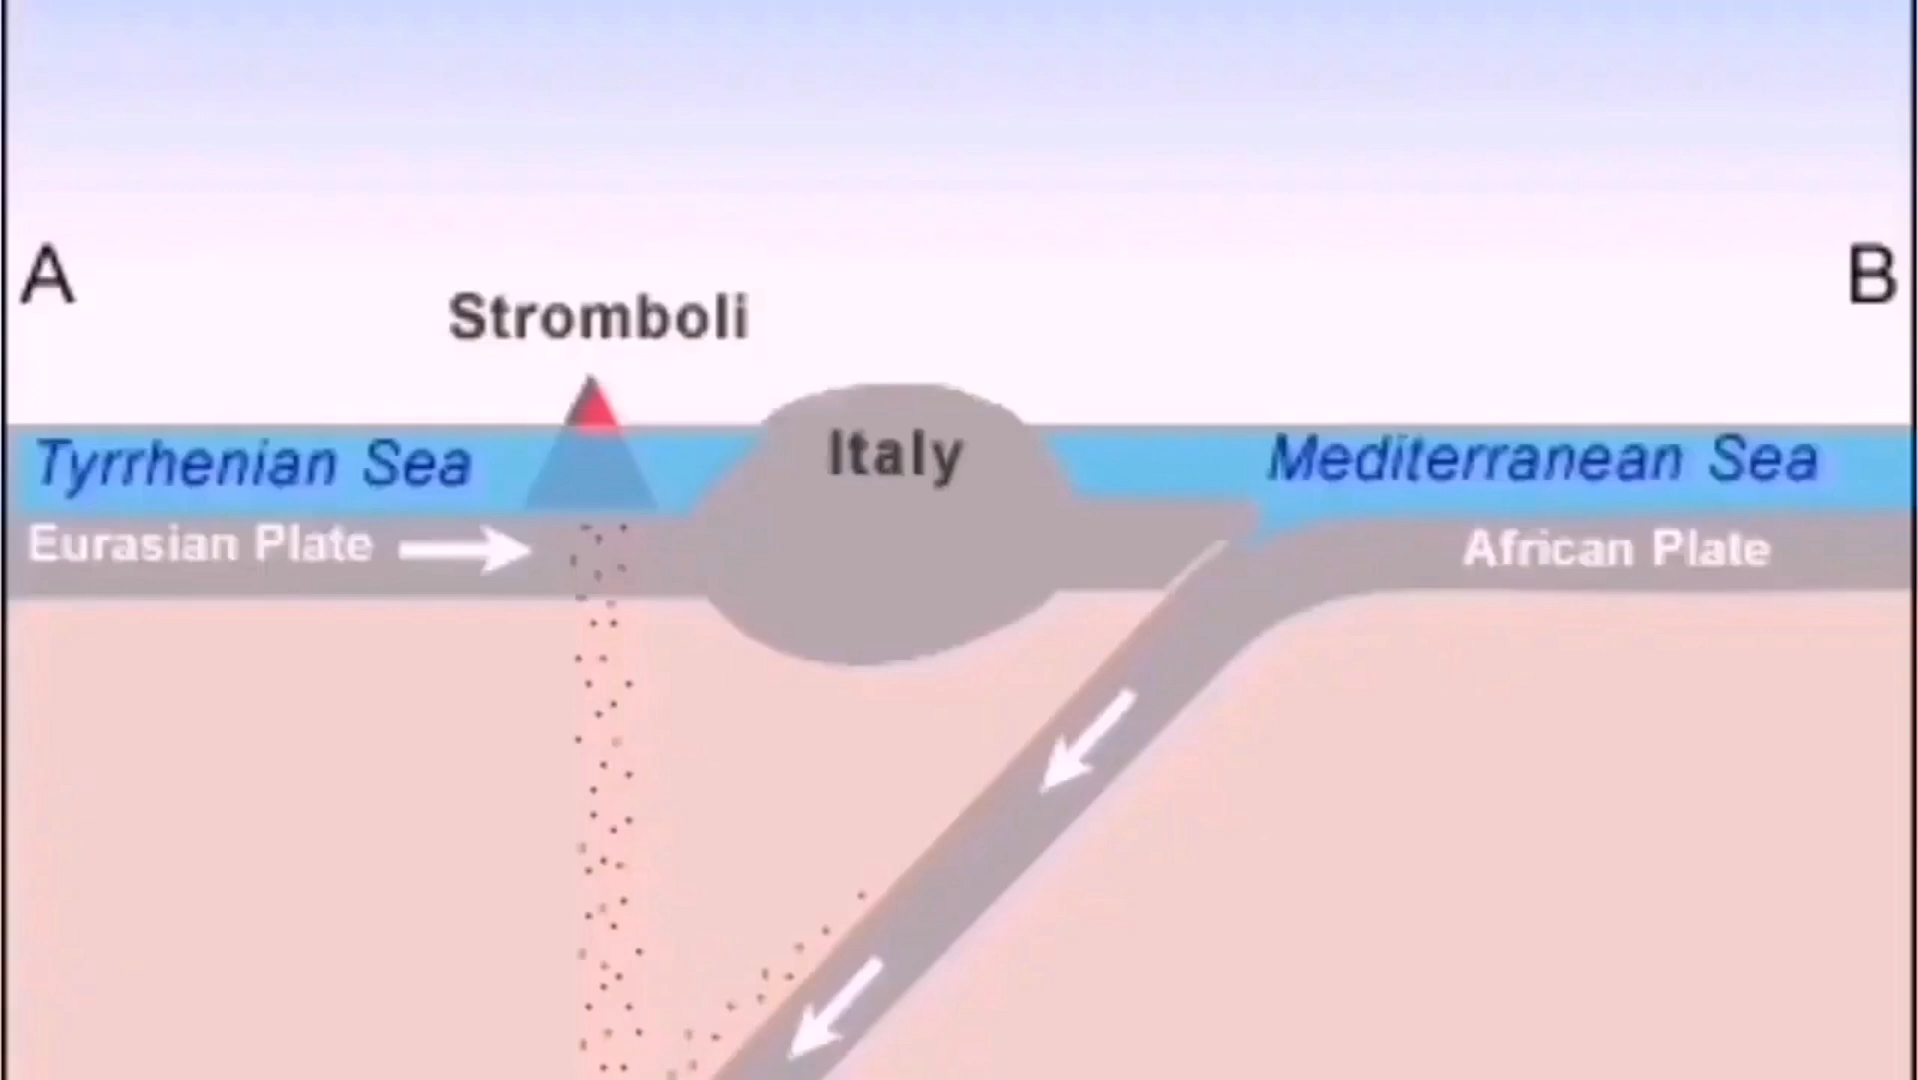 A
B
Stromboli
Italy
Tyrrhenian Sea
Mediterranean Sea
Eurasian Plate
African Plate